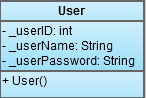 User
- _userID: int
- _userName: String
- _userPassword: String
+ User()